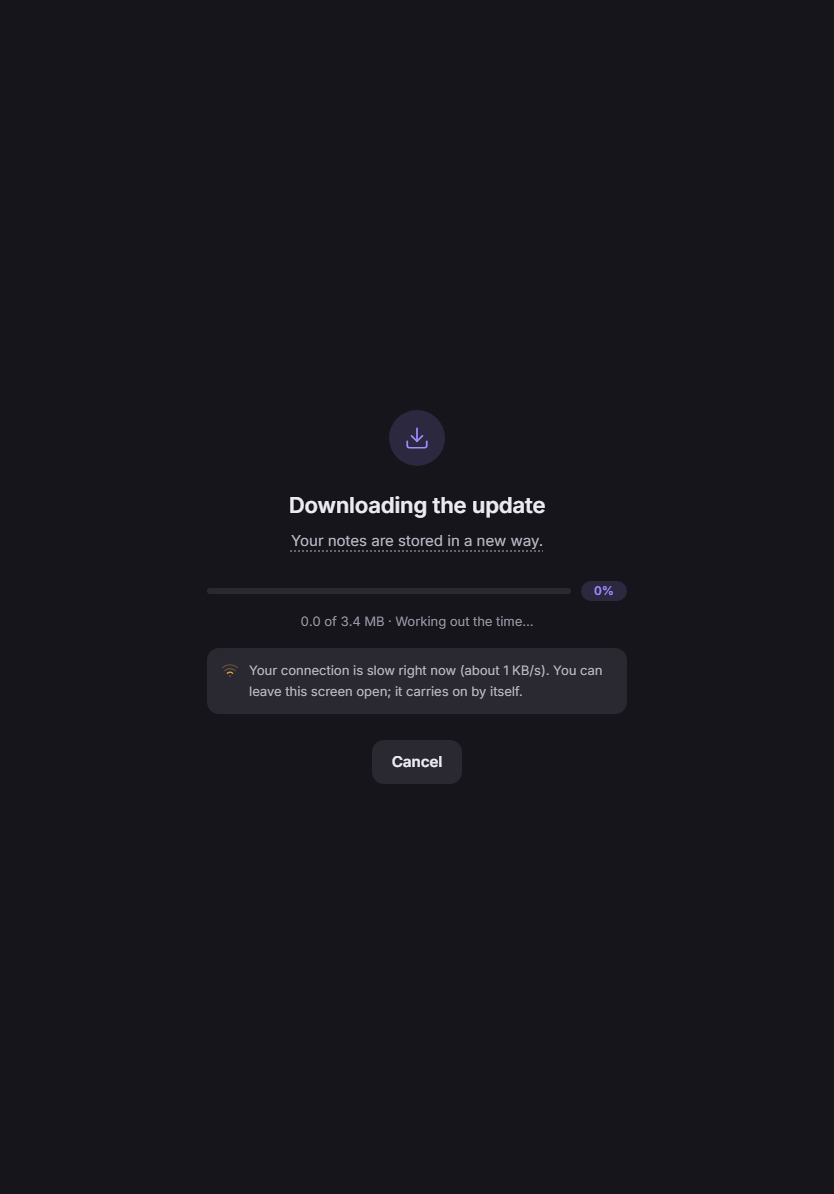 Downloading the update
Your notes are stored in a new way.
0%
0.0 of 3.4 MB · Working out the time…
Your connection is slow right now (about 1 KB/s). You can
leave this screen open; it carries on by itself.
Cancel